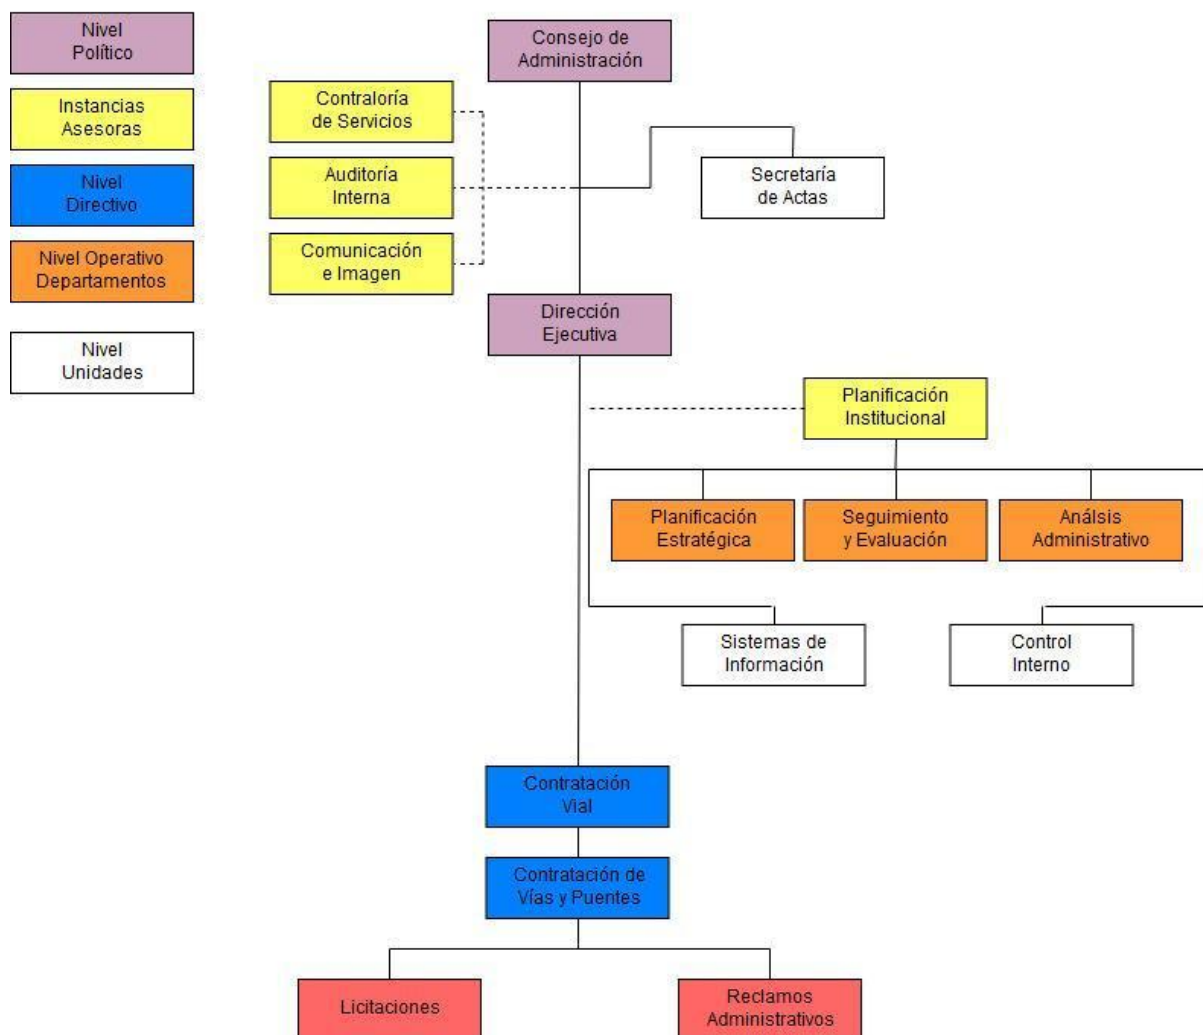 Nivel
Político
Instancias
Asesoras
Nivel
Directivo
Nivel Operativo
Departamentos
Nivel
Unidades
Consejo de
Administración
Contraloría
de Servicios
Auditoría
Interna
Comunicación
e Imagen
Secretaría
de Actas
Dirección
Ejecutiva
Planificación
Institucional
Planificación
Estratégica
Seguimiento
y Evaluación
Análsis
Administrativo
Sistemas de
Información
Control
Interno
Contratación
Vial
Contratación de
Vías y Puentes
Licitaciones
Reclamos
Administrativos